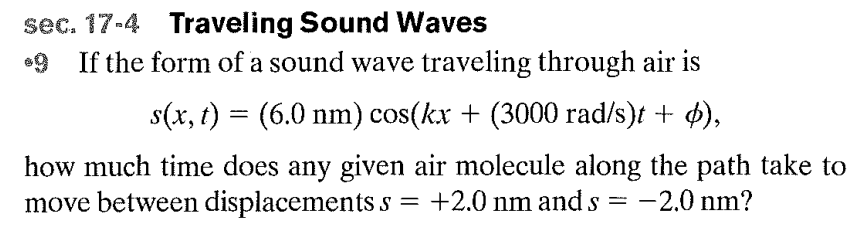 sec. 17-4 Traveling Sound Waves
•9 If the form of a sound wave traveling through air is
s(x, t) = (6.0 nm) cos(kx + (3000 rad/s)t + ϕ),
how much time does any given air molecule along the path take to
move between displacements s = +2.0 nm and s = −2.0 nm?